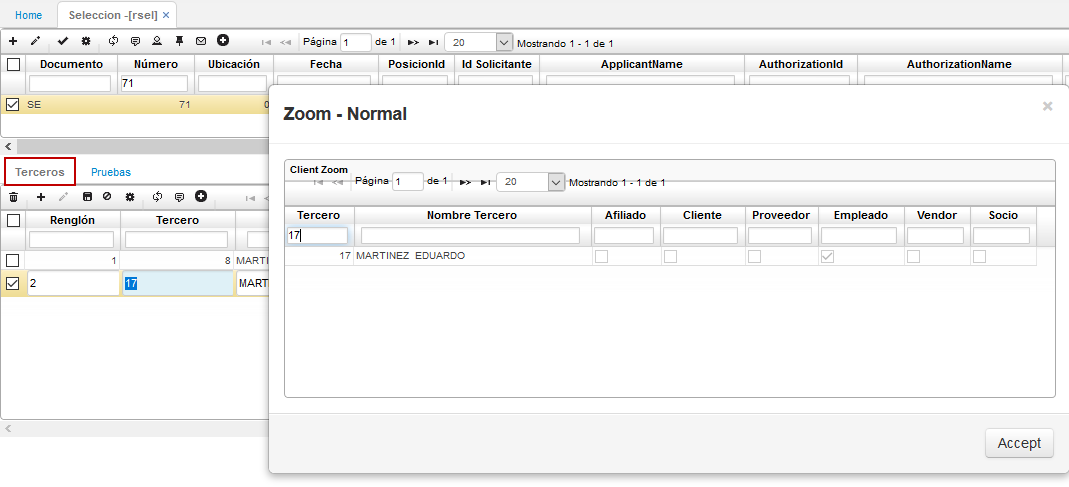 Home Seleccion -[rsel] ×
Página 1 de 1 20 Mostrando 1 - 1 de 1
Documento Número Ubicación Fecha PosicionId Id Solicitante ApplicantName AuthorizationId AuthorizationName
71
SE 71 0
Zoom - Normal ×
Terceros Pruebas
Client Zoom
Página 1 de 1 20 Mostrando 1 - 1 de 1
Renglón Tercero
Tercero Nombre Tercero Afiliado Cliente Proveedor Empleado Vendor Socio
17
1 8 MARTI
17 MARTINEZ EDUARDO
2 17 MARTI
Accept